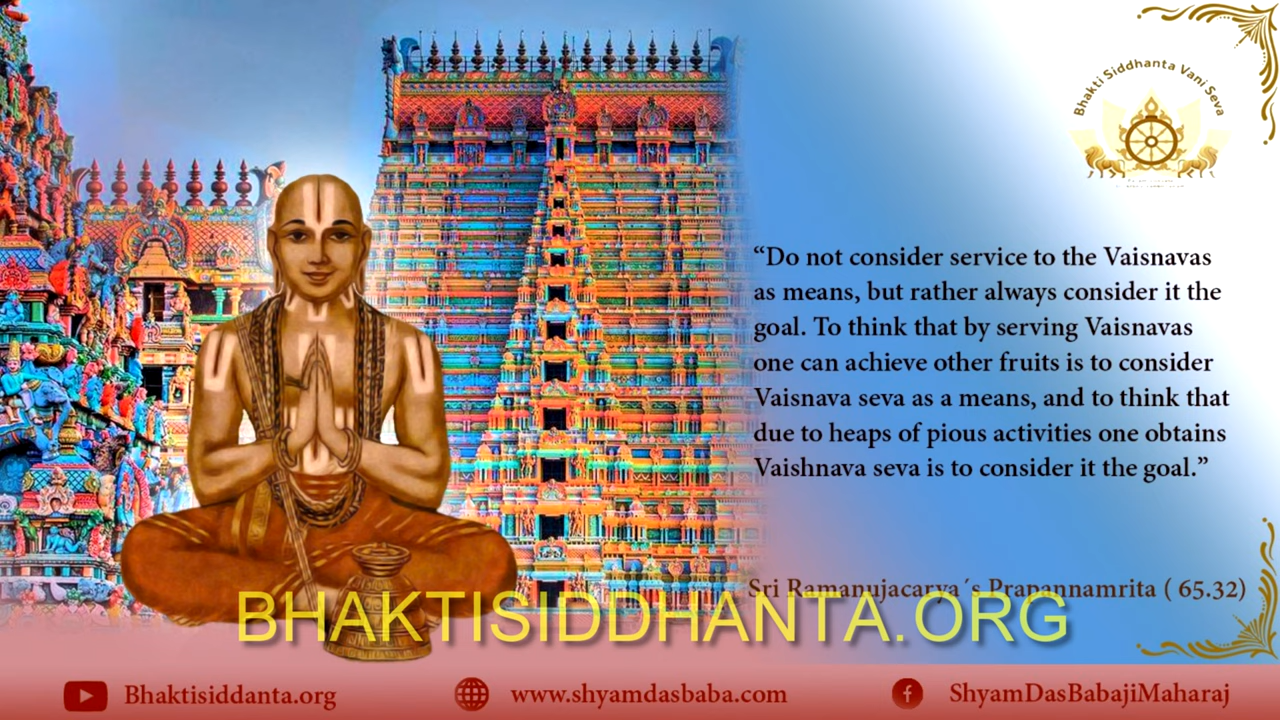 Bhakti Siddhanta Vani Seva
“Do not consider service to the Vaisnavas
as means, but rather always consider it the
goal. To think that by serving Vaisnavas
one can achieve other fruits is to consider
Vaisnava seva as a means, and to think that
due to heaps of pious activities one obtains
Vaishnava seva is to consider it the goal.”
Sri Ramanujacarya´s Prapannamrita ( 65.32)
BHAKTISIDDHANTA.ORG
Bhaktisiddanta.org
www.shyamdasbaba.com
ShyamDasBabajiMaharaj